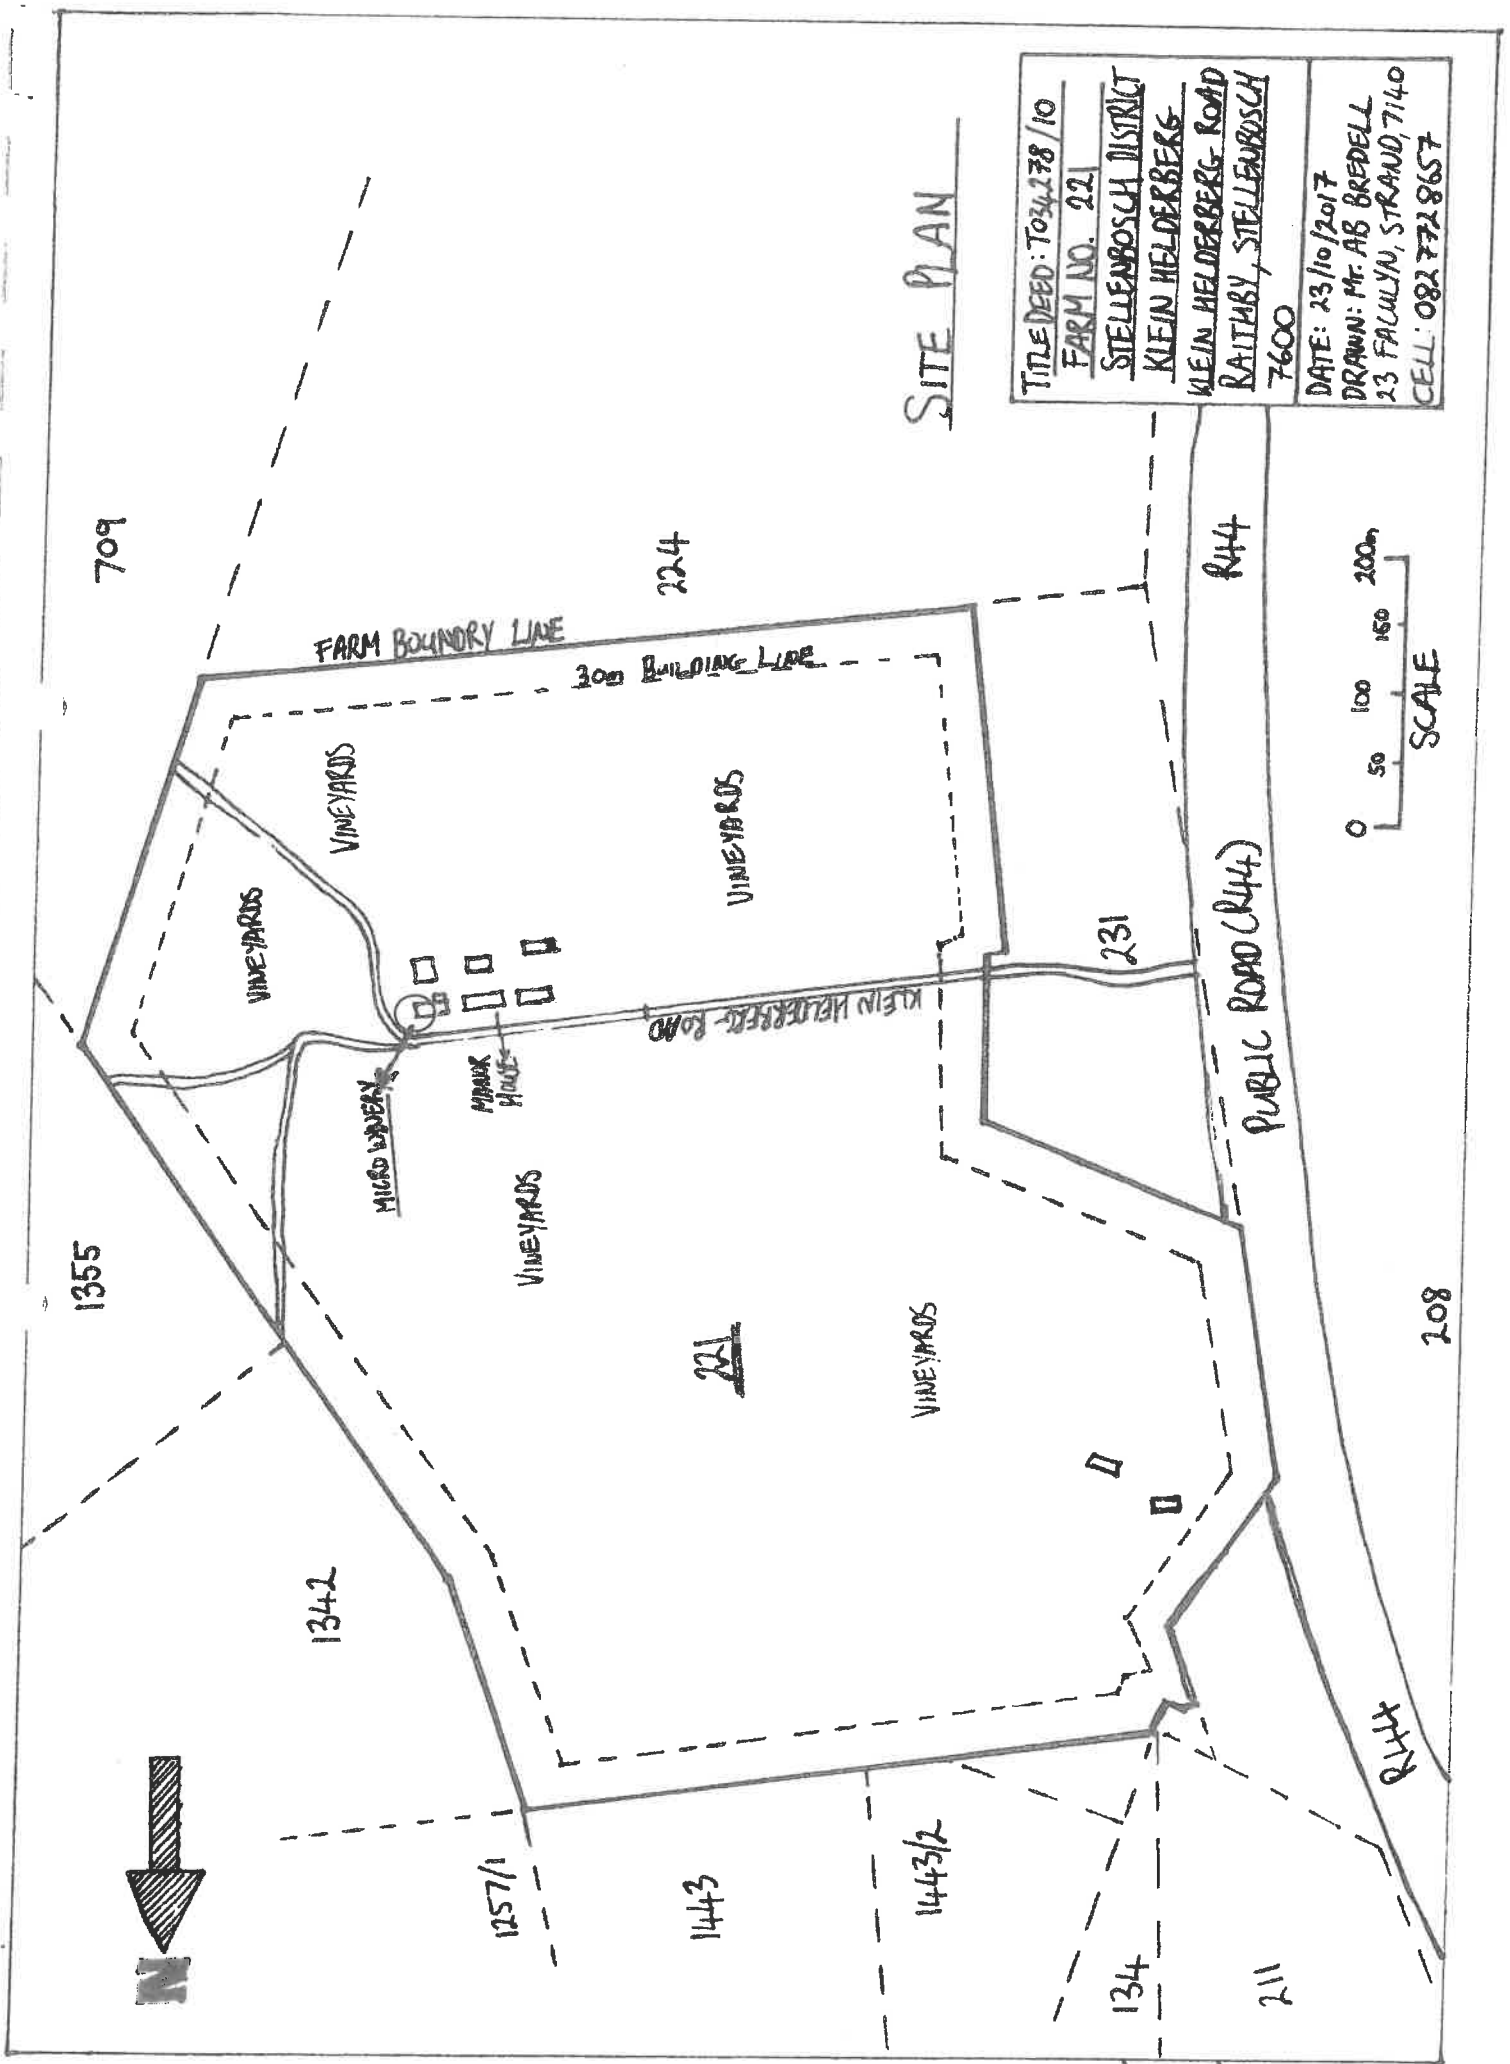 SITE PLAN
TITLE DEED: T034278/10
FARM NO. 221
STELLENBOSCH DISTRICT
KLEIN HELDERBERG
KLEIN HELDERBERG ROAD
RAITHBY, STELLENBOSCH
7600
DATE: 23/10/2017
DRAWN: Mr. AB BREDELL
STRAND, 7140
CELL: 082 772 8657
N
709
224
1355
1342
1257/1
1443
1443/2
134
211
208
231
221
FARM BOUNDRY LINE
30m BUILDING LINE
VINEYARDS
VINEYARDS
VINEYARDS
VINEYARDS
VINEYARDS
MICRO WINERY
MANOR
HOUSE
KLEIN HELDERBERG ROAD
PUBLIC ROAD (R44)
R44
R44
0 50 100 150 200m
SCALE